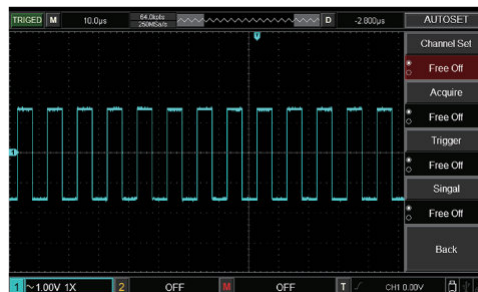 TRIGED M 10.0μs 64.0kpts D -2.800μs AUTOSET
250MSa/s
Channel Set
Free Off
Acquire
Free Off
Trigger
Free Off
Singal
Free Off
Back
1
1 ~1.00V 1X 2 OFF M OFF T CH1 0.00V